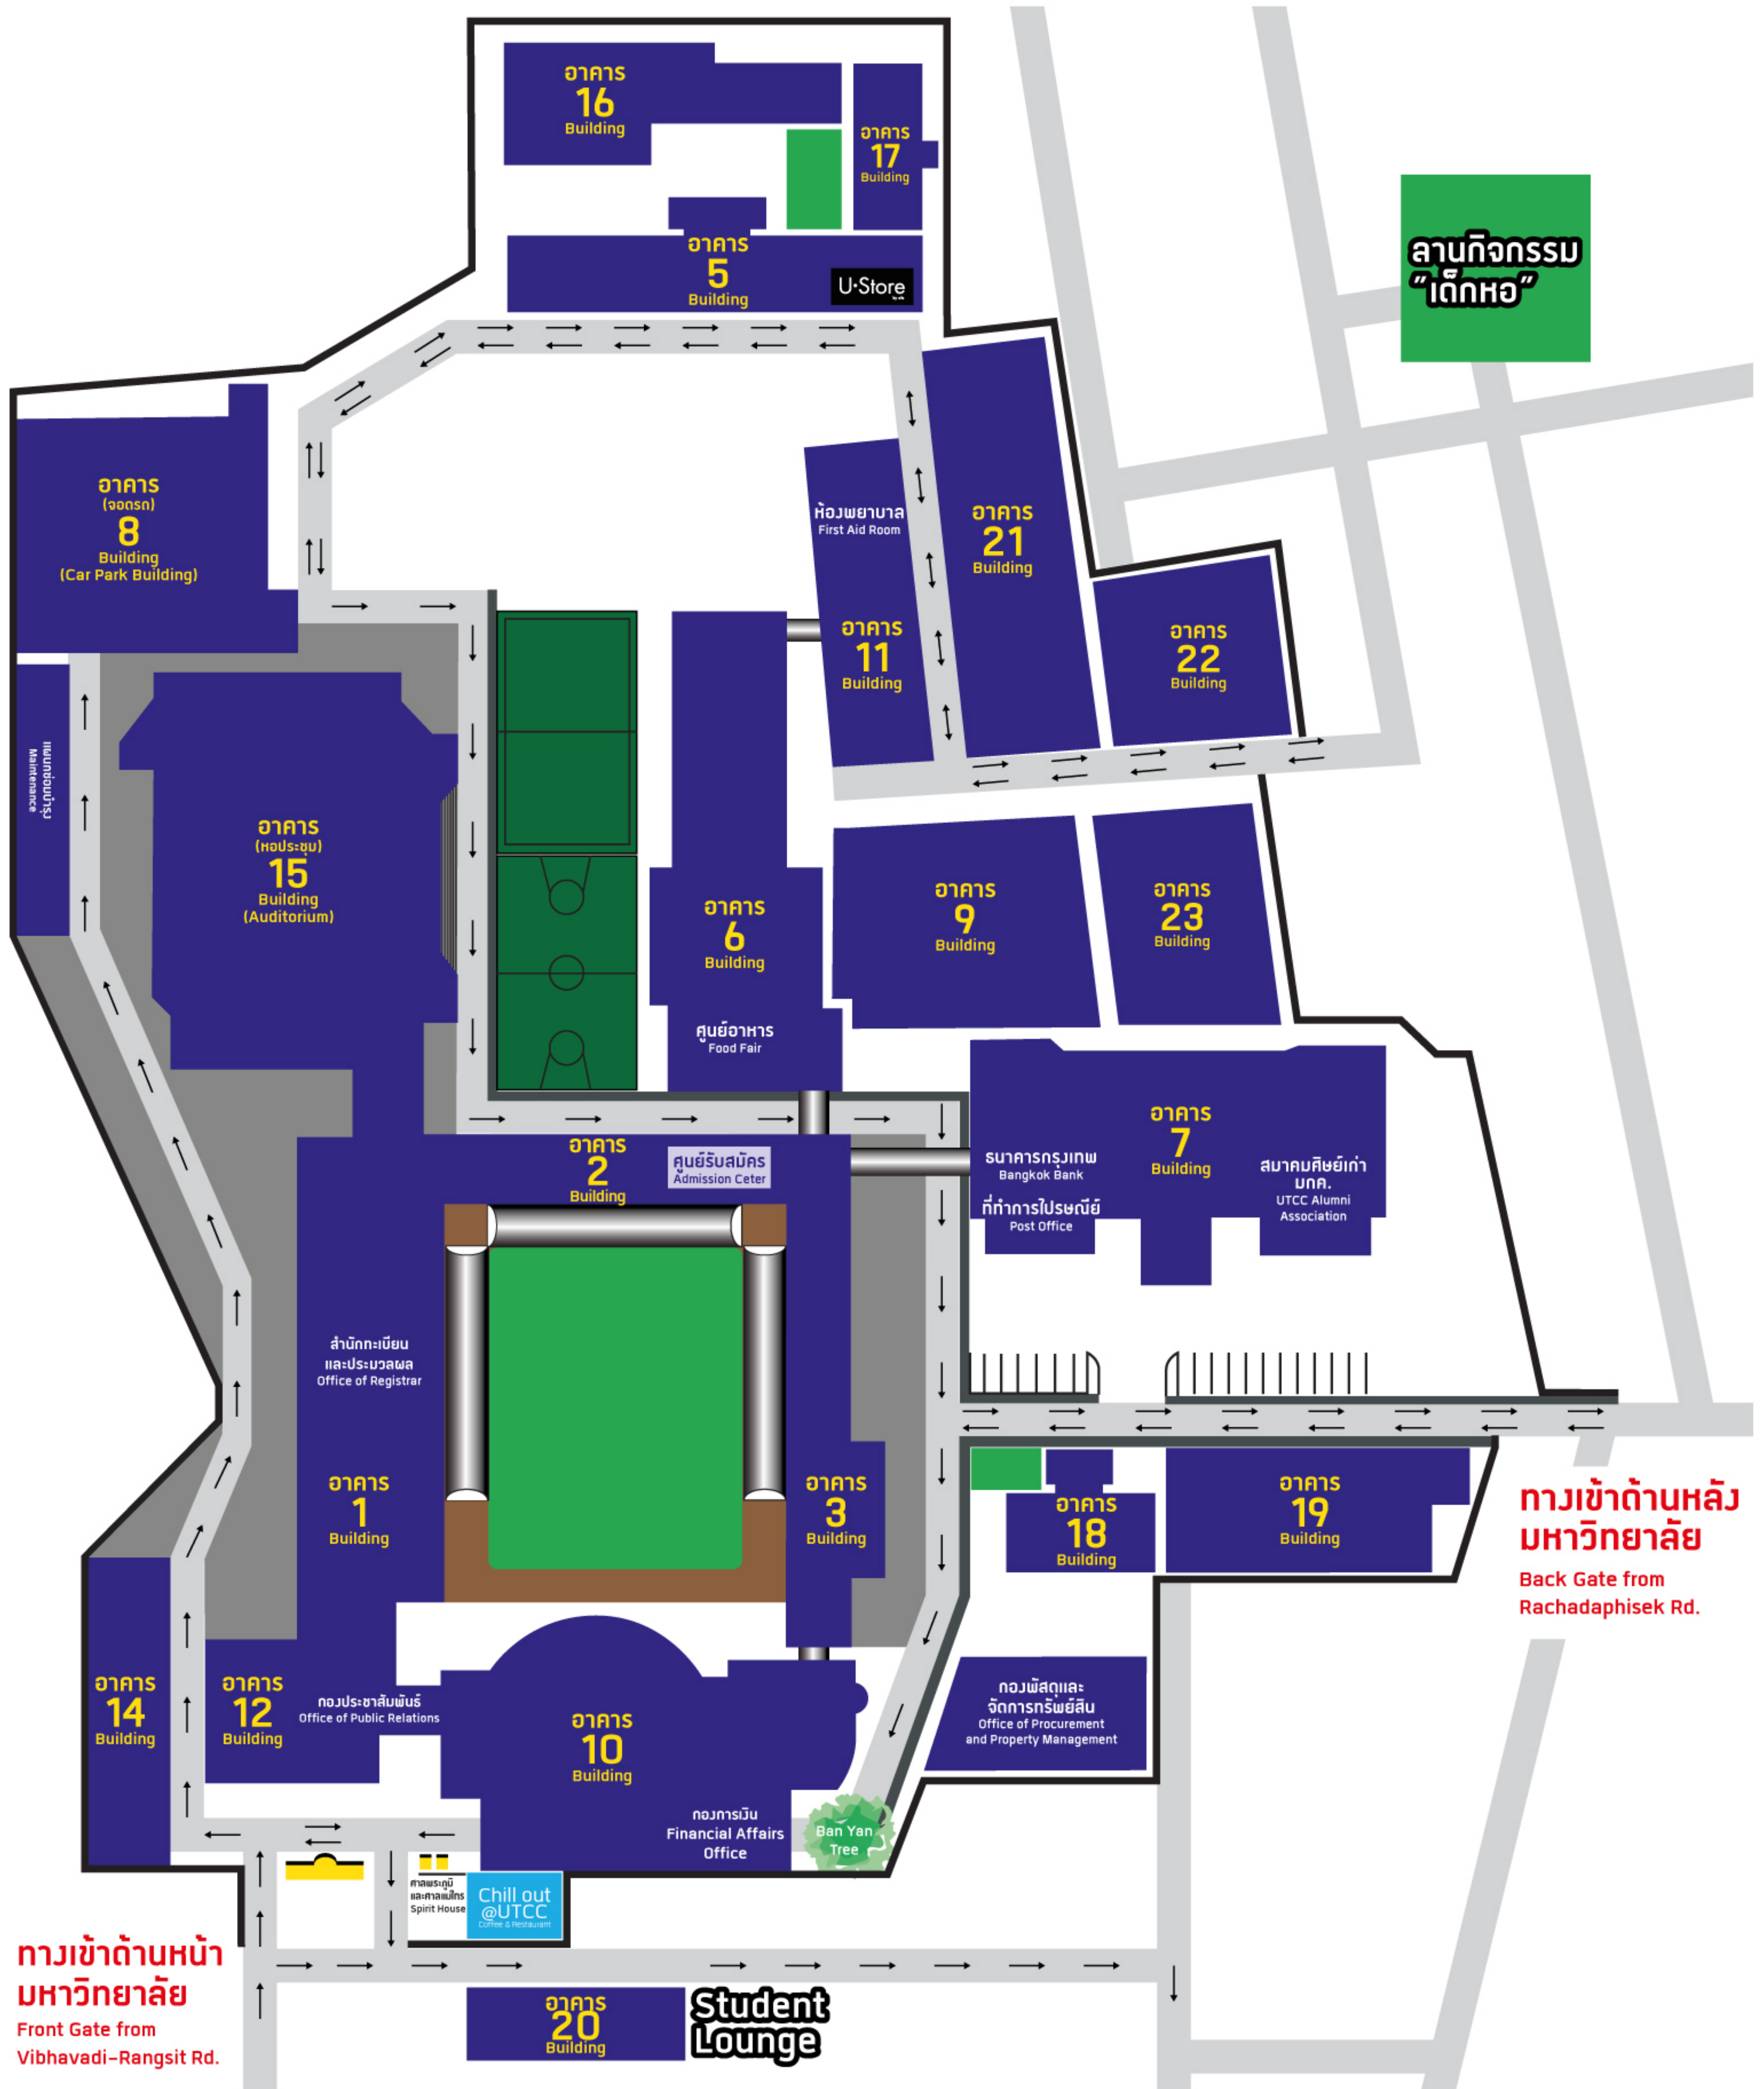 อาคาร
16
Building
อาคาร
17
Building
อาคาร
5
Building
U•Store
ลานกิจกรรม
"เด็กหอ"
อาคาร
(จอดรถ)
8
Building
(Car Park Building)
ห้องพยาบาล
First Aid Room
อาคาร
21
Building
อาคาร
11
Building
อาคาร
22
Building
แผนกซ่อมบำรุง
Maintenance
อาคาร
(หอประชุม)
15
Building
(Auditorium)
อาคาร
6
Building
ศูนย์อาหาร
Food Fair
อาคาร
9
Building
อาคาร
23
Building
อาคาร
2
Building
ศูนย์รับสมัคร
Admission Ceter
ธนาคารกรุงเทพ
Bangkok Bank
ที่ทำการไปรษณีย์
Post Office
อาคาร
7
Building
สมาคมศิษย์เก่า
มกค.
UTCC Alumni
Association
สำนักทะเบียน
และประมวลผล
Office of Registrar
อาคาร
1
Building
อาคาร
3
Building
อาคาร
18
Building
อาคาร
19
Building
ทางเข้าด้านหลัง
มหาวิทยาลัย
Back Gate from
Rachadaphisek Rd.
อาคาร
14
Building
อาคาร
12
Building
กองประชาสัมพันธ์
Office of Public Relations
อาคาร
10
Building
กองพัสดุและ
จัดการทรัพย์สิน
Office of Procurement
and Property Management
กองการเงิน
Financial Affairs
Office
Ban Yan
Tree
ศาลพระภูมิ
Spirit House
Chill out
@UTCC
Coffee & Restaurant
ทางเข้าด้านหน้า
มหาวิทยาลัย
Front Gate from
Vibhavadi-Rangsit Rd.
อาคาร
20
Building
Student
Lounge